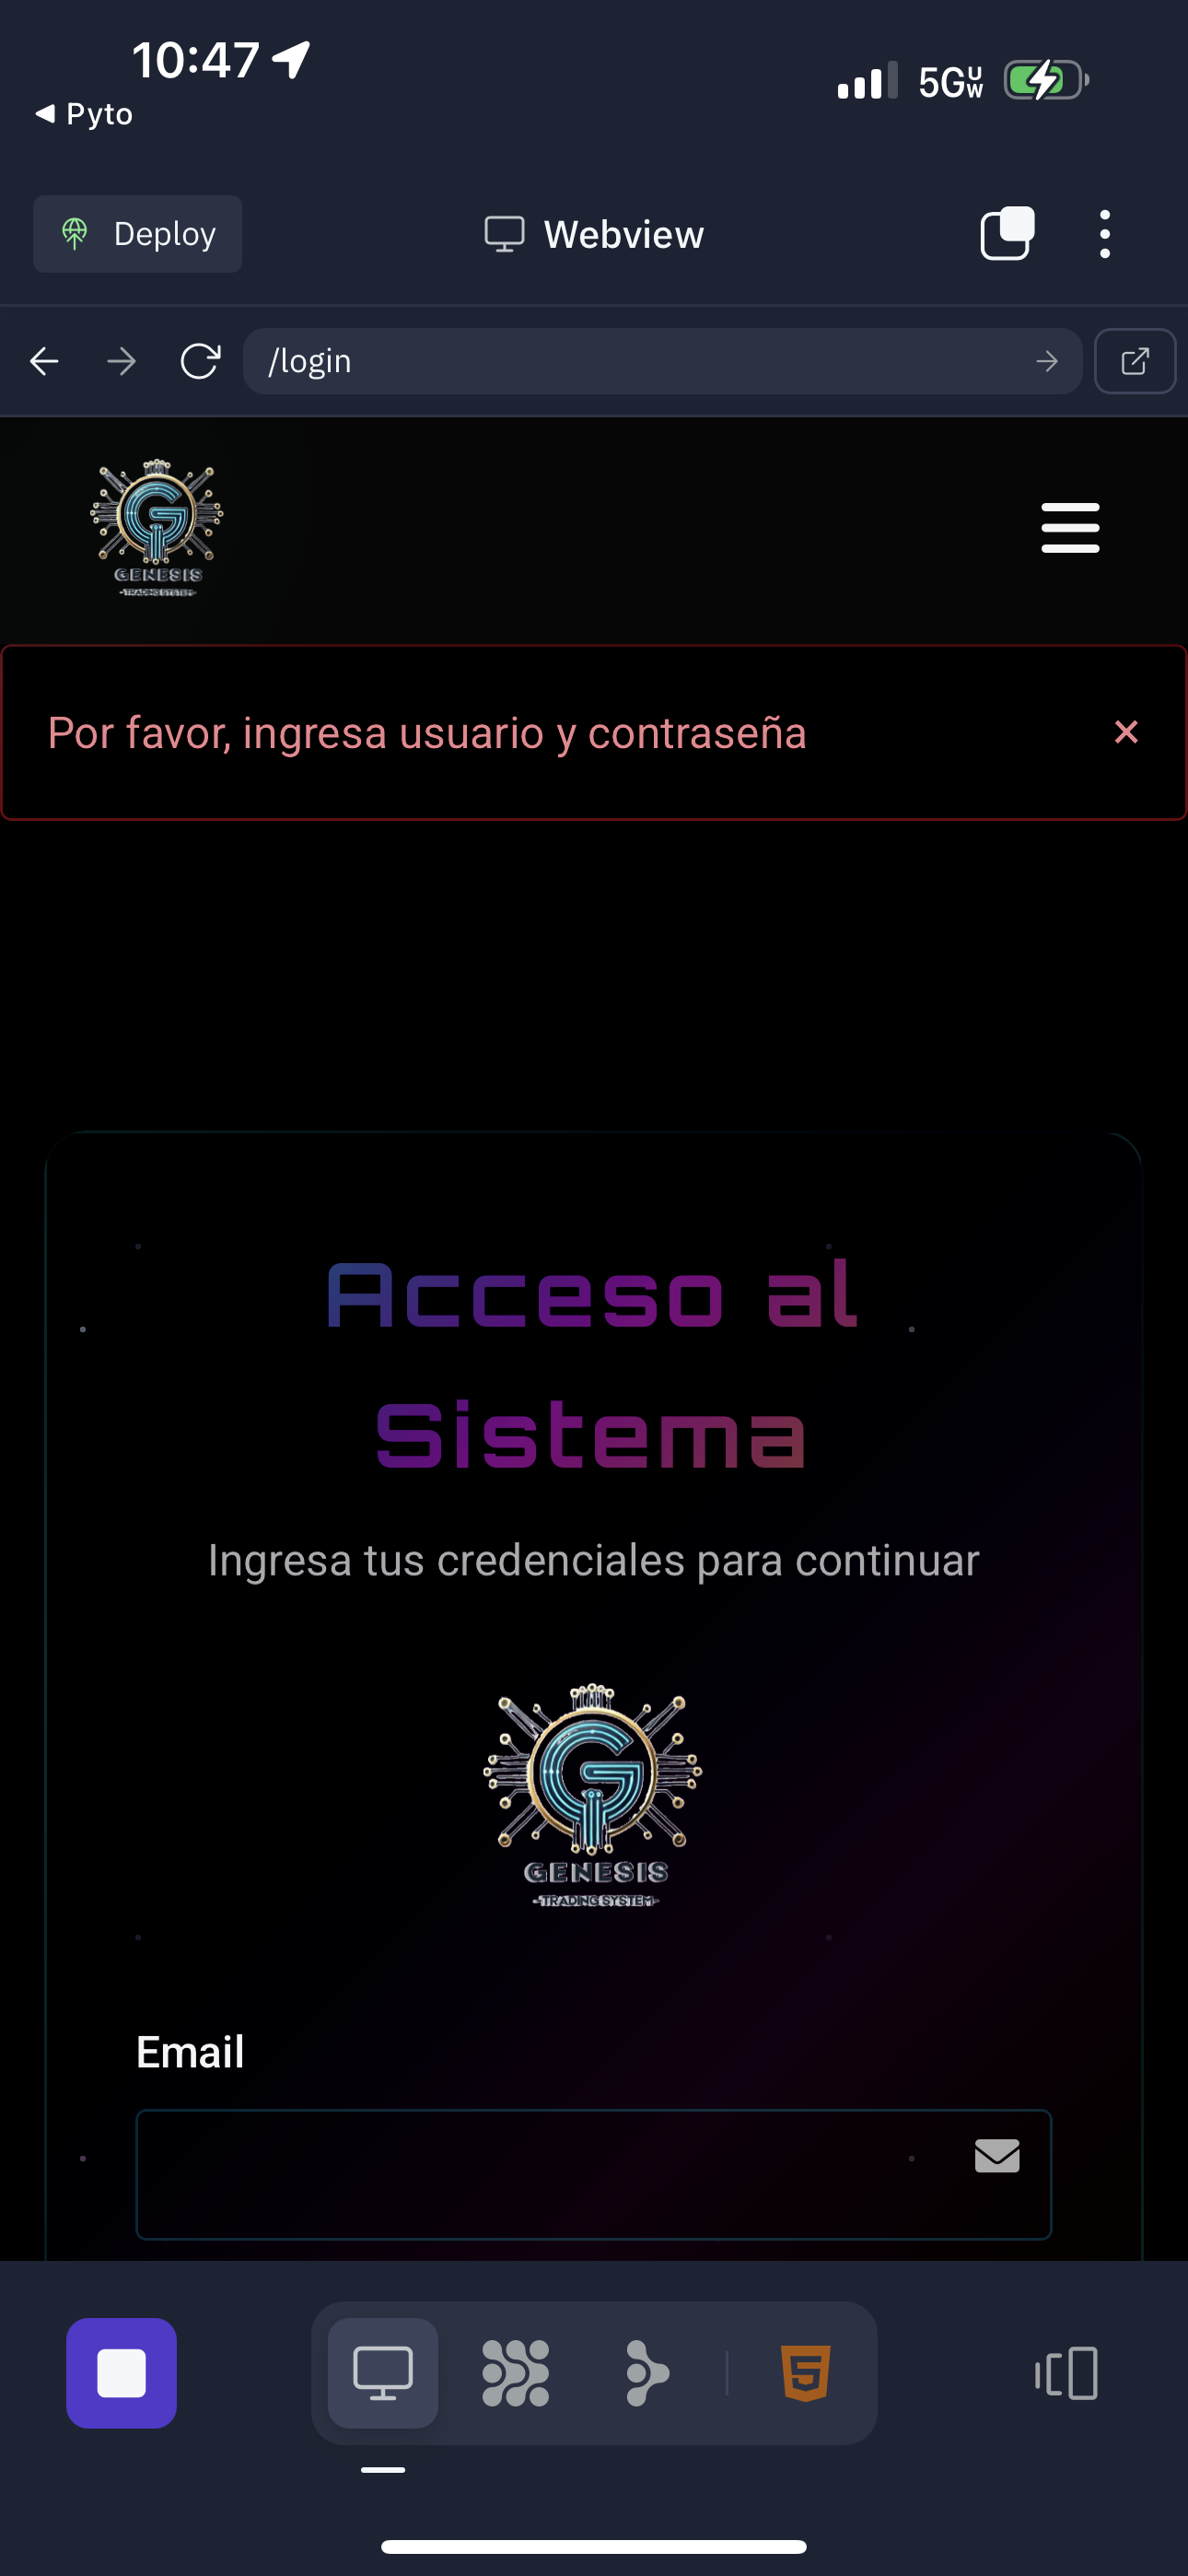 10:47
5G UW
Pyto
Deploy
Webview
/login
GENESIS
-TRADING SYSTEM-
Por favor, ingresa usuario y contraseña
Acceso al
Sistema
Ingresa tus credenciales para continuar
GENESIS
-TRADING SYSTEM-
Email